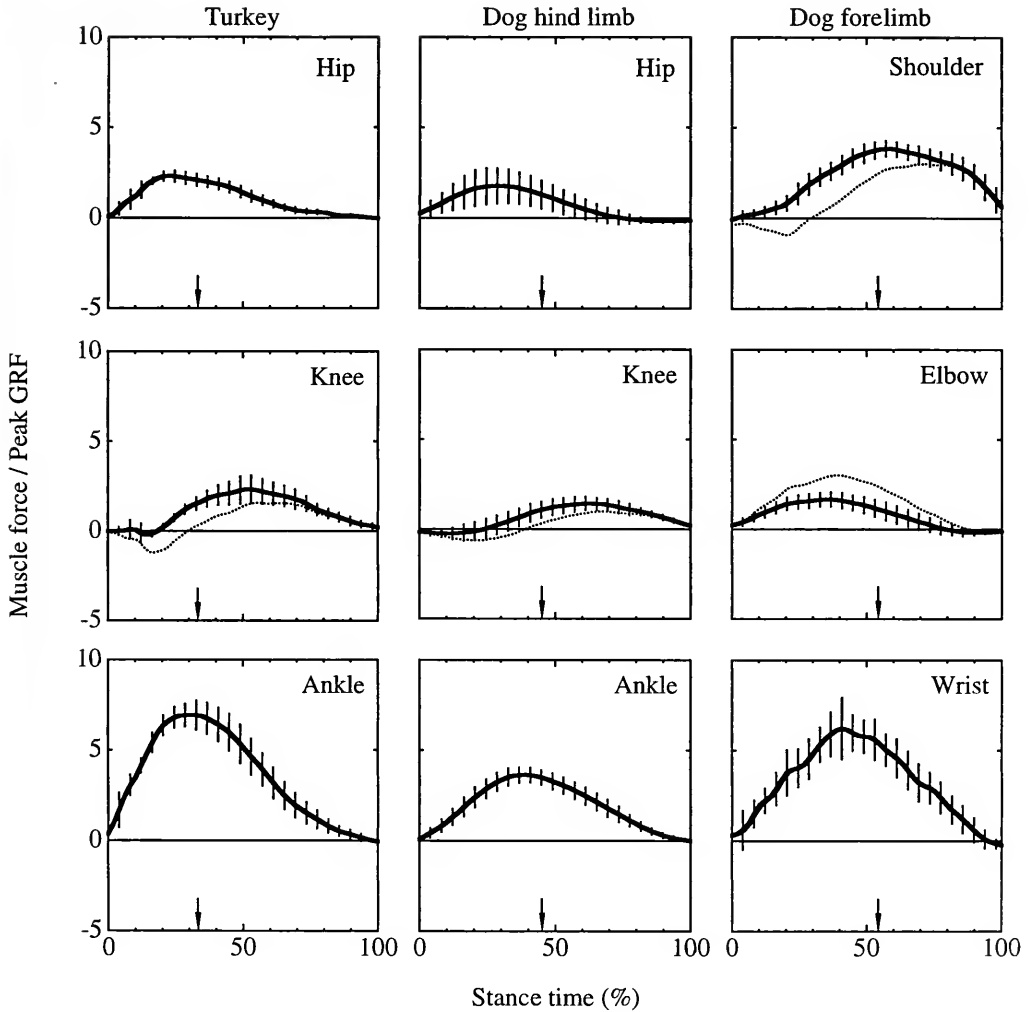 Turkey
Dog hind limb
Dog forelimb
10
Hip
Hip
Shoulder
5
0
-5
10
Knee
Knee
Elbow
5
0
-5
10
Ankle
Ankle
Wrist
5
0
-5
0 50 100
0 50 100
0 50 100
Muscle force / Peak GRF
Stance time (%)